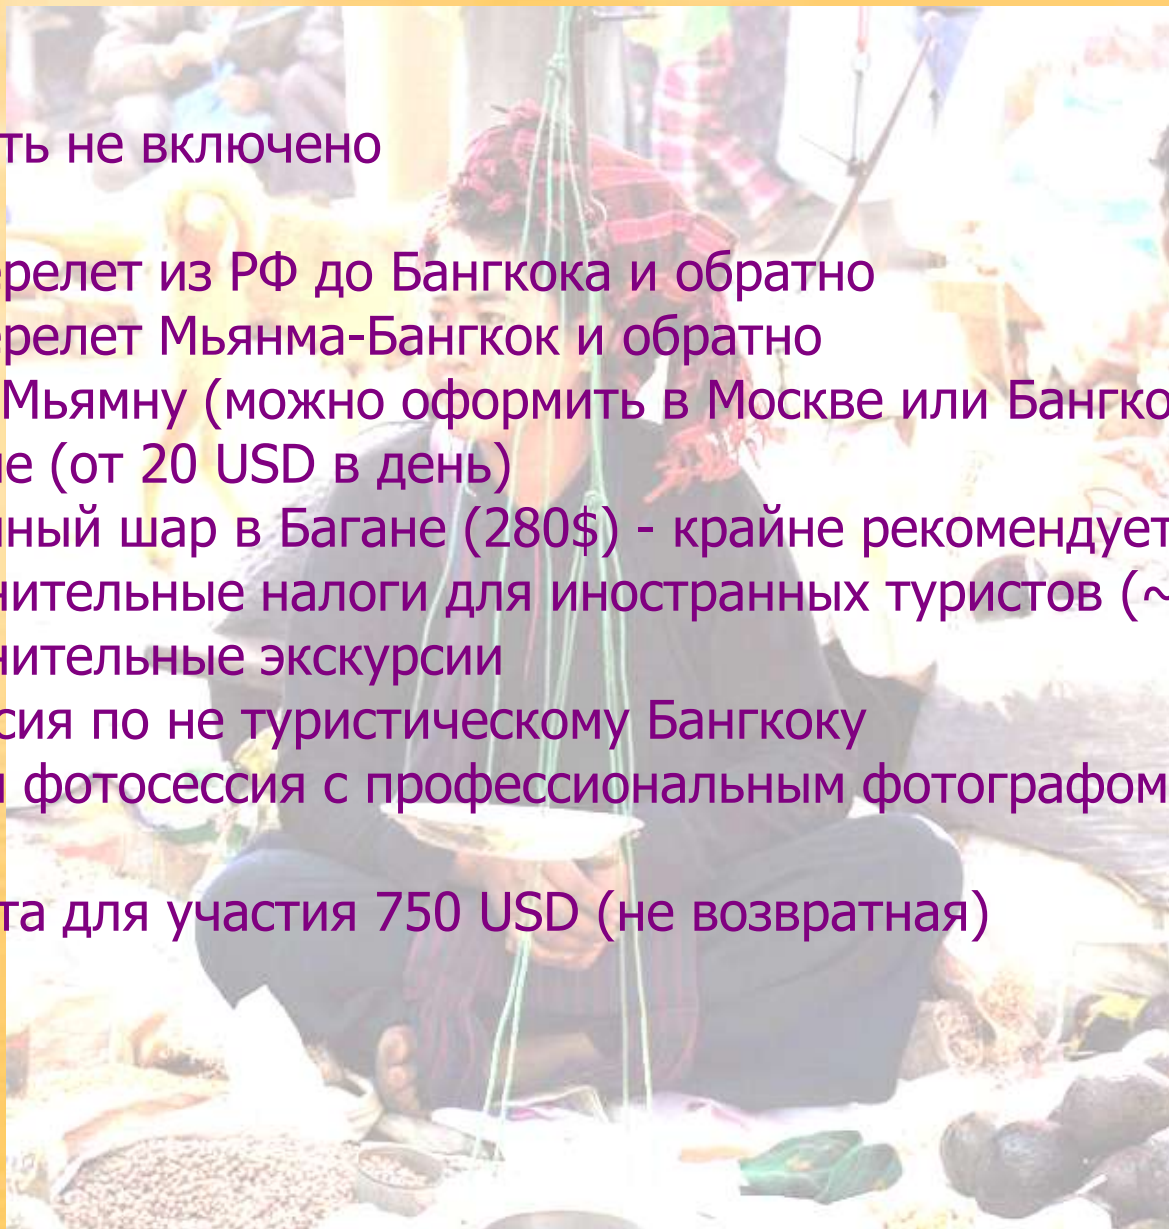 ть не включено
релет из РФ до Бангкока и обратно
релет Мьянма-Бангкок и обратно
Мьямну (можно оформить в Москве или Бангко
е (от 20 USD в день)
ный шар в Багане (280$) - крайне рекомендует
нительные налоги для иностранных туристов (~
нительные экскурсии
сия по не туристическому Бангкоку
фотосессия с профессиональным фотографом
та для участия 750 USD (не возвратная)